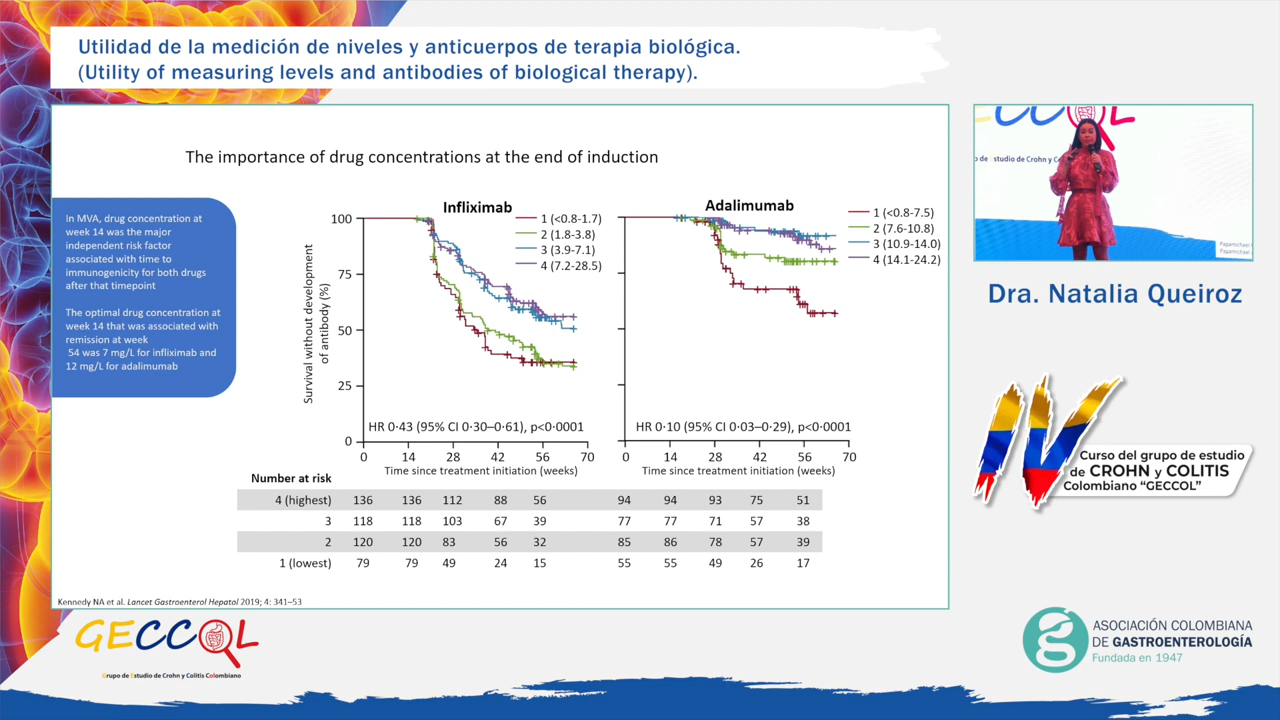 Utilidad de la medición de niveles y anticuerpos de terapia biológica.
(Utility of measuring levels and antibodies of biological therapy).
The importance of drug concentrations at the end of induction
In MVA, drug concentration at
week 14 was the major
independent risk factor
associated with time to
immunogenicity for both drugs
after that timepoint
The optimal drug concentration at
week 14 that was associated with
remission at week
54 was 7 mg/L for infliximab and
12 mg/L for adalimumab
Infliximab
1 (<0.8-1.7)
2 (1.8-3.8)
3 (3.9-7.1)
4 (7.2-28.5)
Survival without development
of antibody (%)
100
75
50
25
0
HR 0·43 (95% CI 0·30–0·61), p<0·0001
0 14 28 42 56 70
Time since treatment initiation (weeks)
Adalimumab
1 (<0.8-7.5)
2 (7.6-10.8)
3 (10.9-14.0)
4 (14.1-24.2)
HR 0·10 (95% CI 0·03–0·29), p<0·0001
0 14 28 42 56 70
Time since treatment initiation (weeks)
Number at risk
4 (highest) 136 136 112 88 56 94 94 93 75 51
3 118 118 103 67 39 77 77 71 57 38
2 120 120 83 56 32 85 86 78 57 39
1 (lowest) 79 79 49 24 15 55 55 49 26 17
Kennedy NA et al. Lancet Gastroenterol Hepatol 2019; 4: 341–53
GECCOL
Grupo de Estudio de Crohn y Colitis Colombiano
o de Estudio de Crohn y C
Papamichael
Papamichael
Dra. Natalia Queiroz
IV
Curso del grupo de estudio
de CROHN y COLITIS
Colombiano “GECCOL”
ASOCIACIÓN COLOMBIANA
DE GASTROENTEROLOGÍA
Fundada en 1947